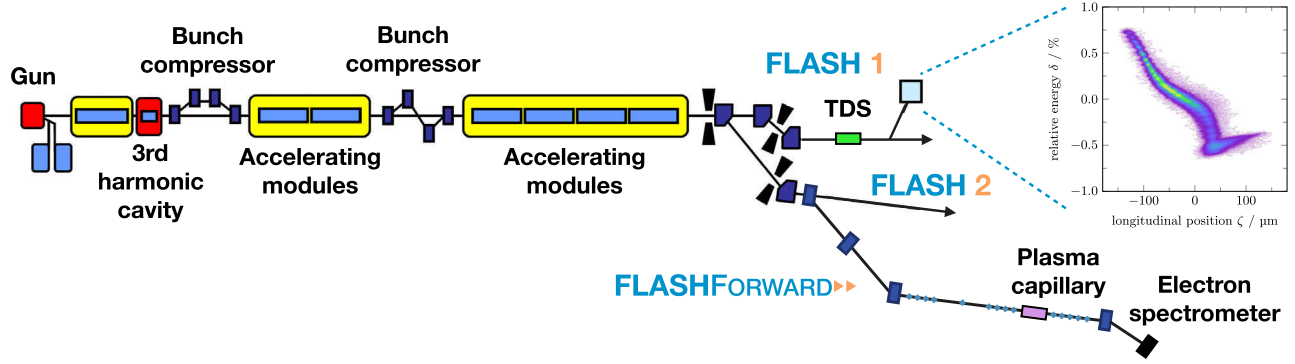 Gun
Bunch
compressor
Bunch
compressor
3rd
harmonic
cavity
Accelerating
modules
Accelerating
modules
FLASH 1
TDS
FLASH 2
FLASHFORWARD
Plasma
capillary
Electron
spectrometer
relative energy δ / %
1.0
0.5
0.0
−0.5
−1.0
−100 0 100
longitudinal position ζ / µm